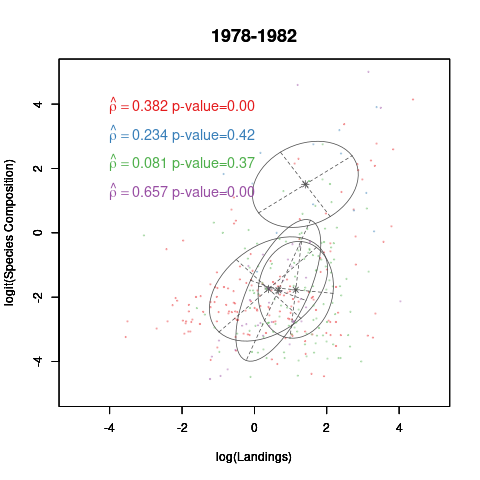 1978-1982
ρ̂ = 0.382 p-value=0.00
ρ̂ = 0.234 p-value=0.42
ρ̂ = 0.081 p-value=0.37
ρ̂ = 0.657 p-value=0.00
logit(Species Composition)
4
2
0
-2
-4
-4 -2 0 2 4
log(Landings)